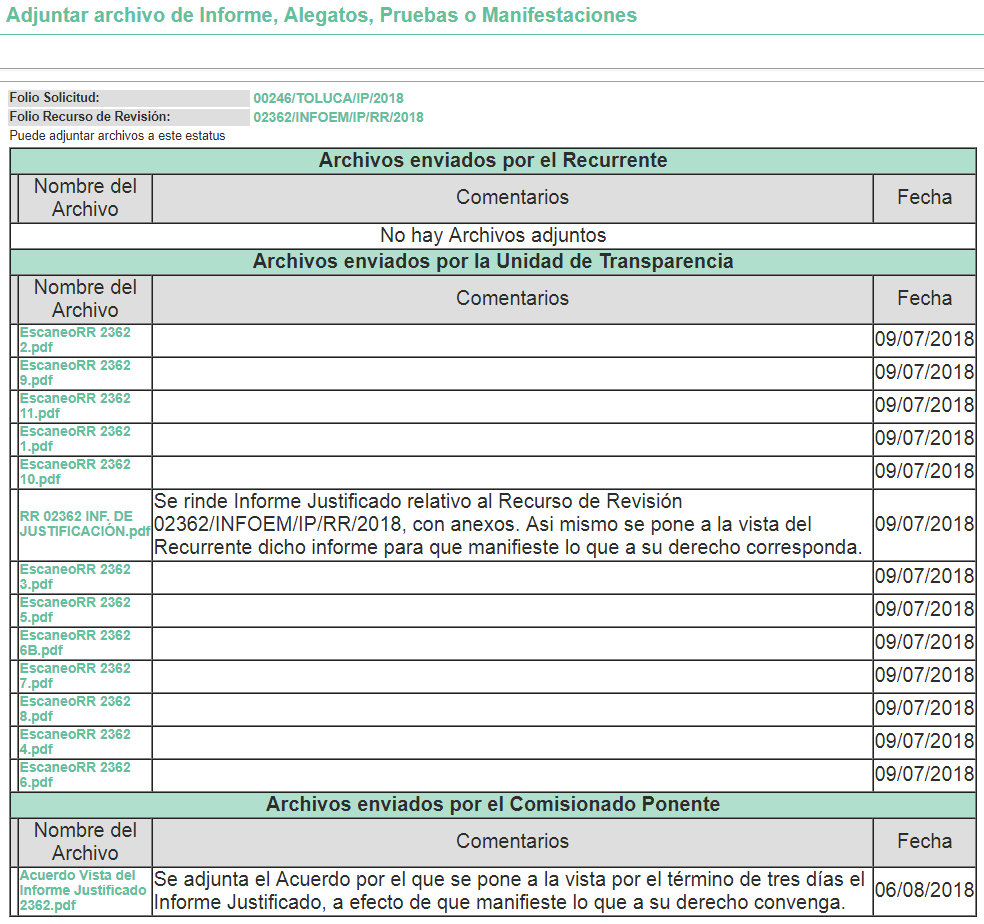 Adjuntar archivo de Informe, Alegatos, Pruebas o Manifestaciones
Folio Solicitud: 00246/TOLUCA/IP/2018
Folio Recurso de Revisión: 02362/INFOEM/IP/RR/2018
Puede adjuntar archivos a este estatus
Archivos enviados por el Recurrente
Nombre del
Archivo
Comentarios
Fecha
No hay Archivos adjuntos
Archivos enviados por la Unidad de Transparencia
Nombre del
Archivo
Comentarios
Fecha
EscaneoRR 2362
2.pdf
09/07/2018
EscaneoRR 2362
9.pdf
09/07/2018
EscaneoRR 2362
11.pdf
09/07/2018
EscaneoRR 2362
1.pdf
09/07/2018
EscaneoRR 2362
10.pdf
09/07/2018
RR 02362 INF. DE
JUSTIFICACIÓN.pdf
Se rinde Informe Justificado relativo al Recurso de Revisión
02362/INFOEM/IP/RR/2018, con anexos. Asi mismo se pone a la vista del
Recurrente dicho informe para que manifieste lo que a su derecho corresponda.
09/07/2018
EscaneoRR 2362
3.pdf
09/07/2018
EscaneoRR 2362
5.pdf
09/07/2018
EscaneoRR 2362
6B.pdf
09/07/2018
EscaneoRR 2362
7.pdf
09/07/2018
EscaneoRR 2362
8.pdf
09/07/2018
EscaneoRR 2362
4.pdf
09/07/2018
EscaneoRR 2362
6.pdf
09/07/2018
Archivos enviados por el Comisionado Ponente
Nombre del
Archivo
Comentarios
Fecha
Acuerdo Vista del
Informe Justificado
2362.pdf
Se adjunta el Acuerdo por el que se pone a la vista por el término de tres días el
Informe Justificado, a efecto de que manifieste lo que a su derecho convenga.
06/08/2018